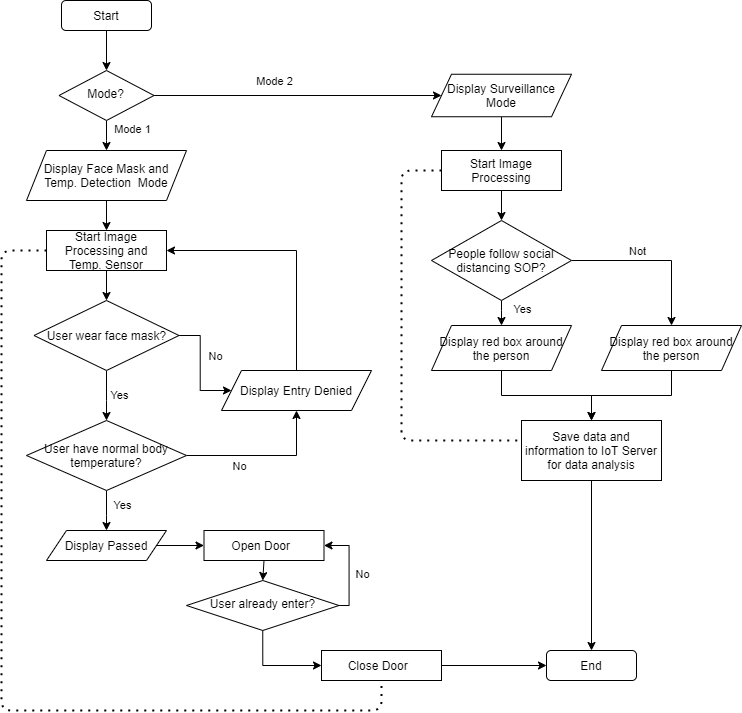 Start
Mode?
Mode 2
Mode 1
Display Surveillance
Mode
Display Face Mask and
Temp. Detection Mode
Start Image
Processing
Start Image
Processing and
Temp. Sensor
People follow social
distancing SOP?
Not
Yes
User wear face mask?
No
Display red box around
the person
Display red box around
the person
Yes
Display Entry Denied
User have normal body
temperature?
No
Save data and
information to IoT Server
for data analysis
Yes
Display Passed
Open Door
No
User already enter?
Close Door
End